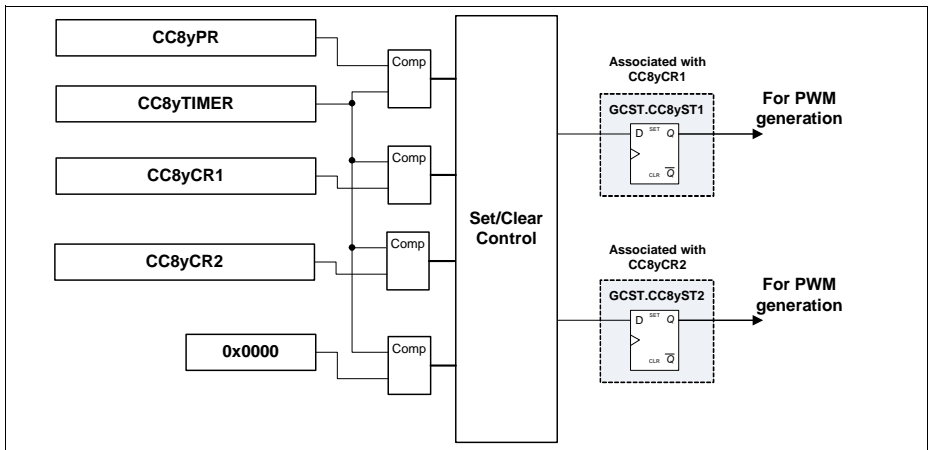 CC8yPR
CC8yTIMER
CC8yCR1
CC8yCR2
0x0000
Comp
Comp
Comp
Comp
Set/Clear
Control
Associated with
CC8yCR1
GCST.CC8yST1
D SET Q
CLR Q
For PWM
generation
Associated with
CC8yCR2
GCST.CC8yST2
D SET Q
CLR Q
For PWM
generation